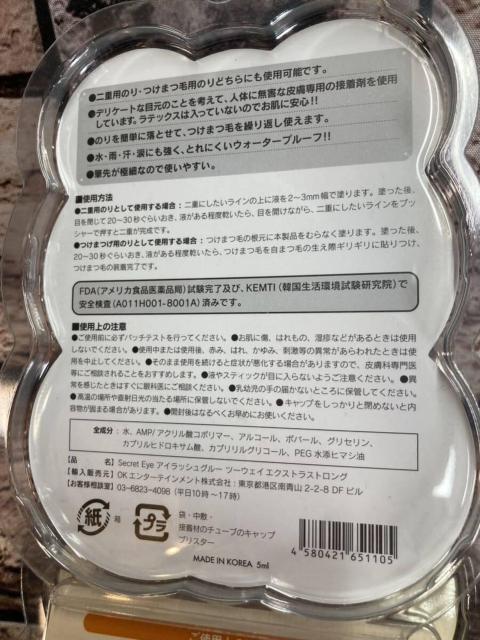 ●二重用のり・つけまつ毛用のりどちらにも使用可能です。
●デリケートな目元のことを考えて、人体に無害な皮膚専用の接着剤を使用
しています。ラテックスは入っていないのでお肌に安心!!
●のりを簡単に落とせて、つけまつ毛を繰り返し使えます。
●水・雨・汗・涙にも強く、とれにくいウォータープルーフ!!
●筆先が極細なので使いやすい。
■使用方法
●二重用のりとして使用する場合:二重にしたいラインの上に液を2~3mm幅で塗ります。塗った後、
目を閉じて20~30秒ぐらいおき、液がある程度乾いたら、目を開けながら、二重にしたいラインをプッ
シャーで押すと二重が完成です。
●つけまつげ用のりとして使用する場合:つけまつ毛の根元に本製品をむらなく塗ります。塗った後、
20~30秒ぐらいおき、液がある程度乾いたら、つけまつ毛を自まつ毛の生え際ギリギリに貼りつけ、
つけまつ毛の装着完了です。
FDA(アメリカ食品医薬品局)試験完了及び、KEMTI(韓国生活環境試験研究院)で
安全検査(A011H001-8001A)済みです。
■使用上の注意
●ご使用前に必ずパッチテストを行ってください。●お肌に傷、はれもの、湿疹などがあるときは使用
しないでください。●使用中または使用後、赤み、はれ、かゆみ、刺激等の異常があらわれたときは使
用を中止してください。●そのまま使用を続けると症状が悪化する場合がありますので、皮膚科専門医
等にご相談されることをおすすめします。●液やスティックが目に入らないようご注意ください。●異
常を感じたときはすぐに眼科医にご相談ください。●乳幼児の手の届かないところに保管してください。
●高温の場所や直射日光の当たる場所に保管しないでください。●キャップをしっかりと閉めないと内
容物が固まる場合があります。●開封後はなるべくお早めにお使いください。
全成分: 水、AMP/アクリル酸コポリマー、アルコール、ポバール、グリセリン、
カプリルヒドロキサム酸、カプリリルグリコール、PEG 水添ヒマシ油
【品名】 Secret Eye アイラッシュグルー ツーウェイ エクストラストロング
【輸入販売元】 OK エンターテインメント株式会社 東京都港区南青山 2-2-8 DF ビル
【お客様相談室】 03-6823-4098 (平日10時~17時)
紙 箱
プラ 袋・中敷・
接着材のチューブのキャップ
ブリスター
MADE IN KOREA 5ml
4 580421 651105